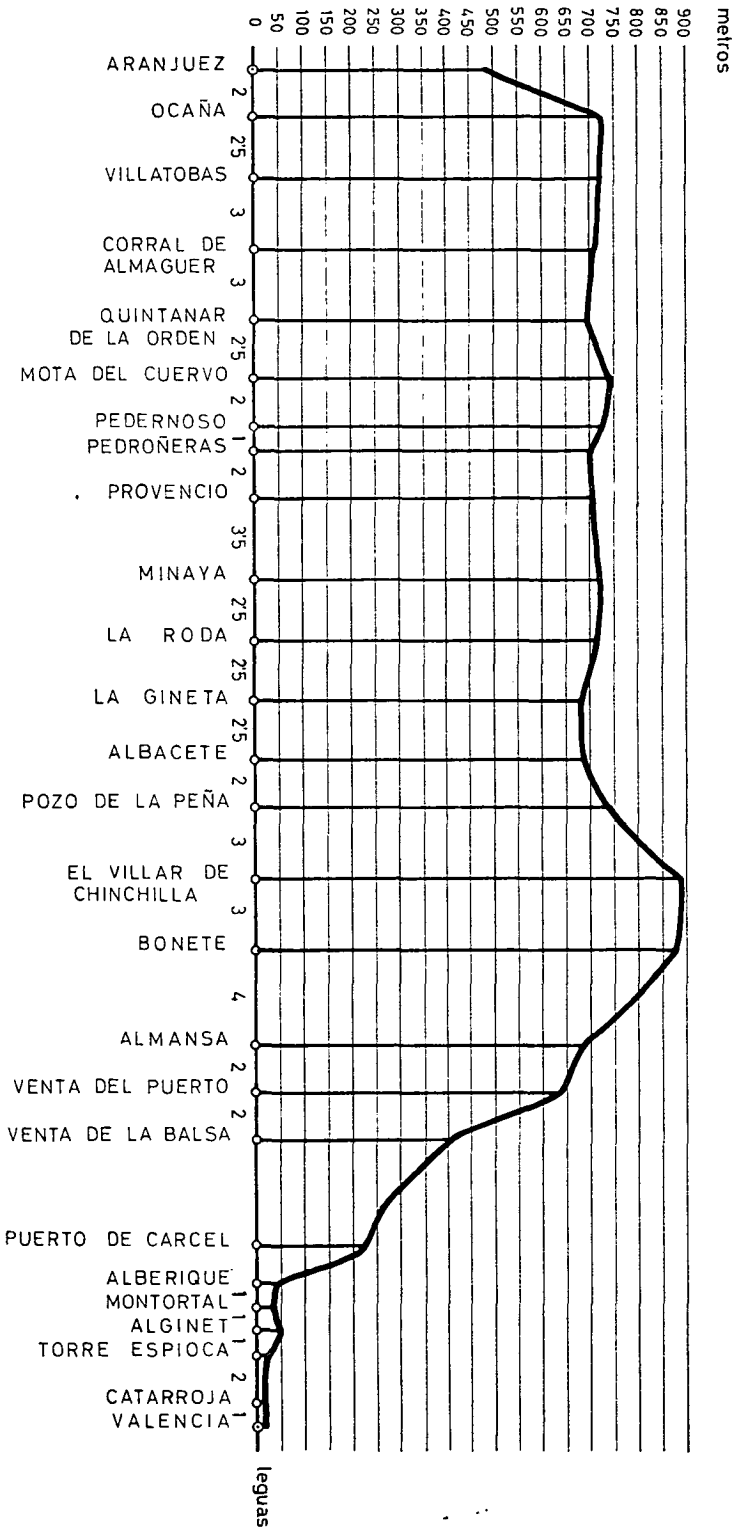 metros
0 50 100 150 200 250 300 350 400 450 500 550 600 650 700 750 800 850 900
ARANJUEZ
2
OCAÑA
2'5
VILLATOBAS
3
CORRAL DE
ALMAGUER
3
QUINTANAR
DE LA ORDEN
2'5
MOTA DEL CUERVO
2
PEDERNOSO
1
PEDROÑERAS
2
PROVENCIO
3'5
MINAYA
2'5
LA RODA
2'5
LA GINETA
2'5
ALBACETE
2
POZO DE LA PEÑA
3
EL VILLAR DE
CHINCHILLA
3
BONETE
4
ALMANSA
2
VENTA DEL PUERTO
2
VENTA DE LA BALSA
PUERTO DE CARCEL
ALBERIQUE
1
MONTORTAL
1
ALGINET
1
TORRE ESPIOCA
2
CATARROJA
1
VALENCIA
leguas